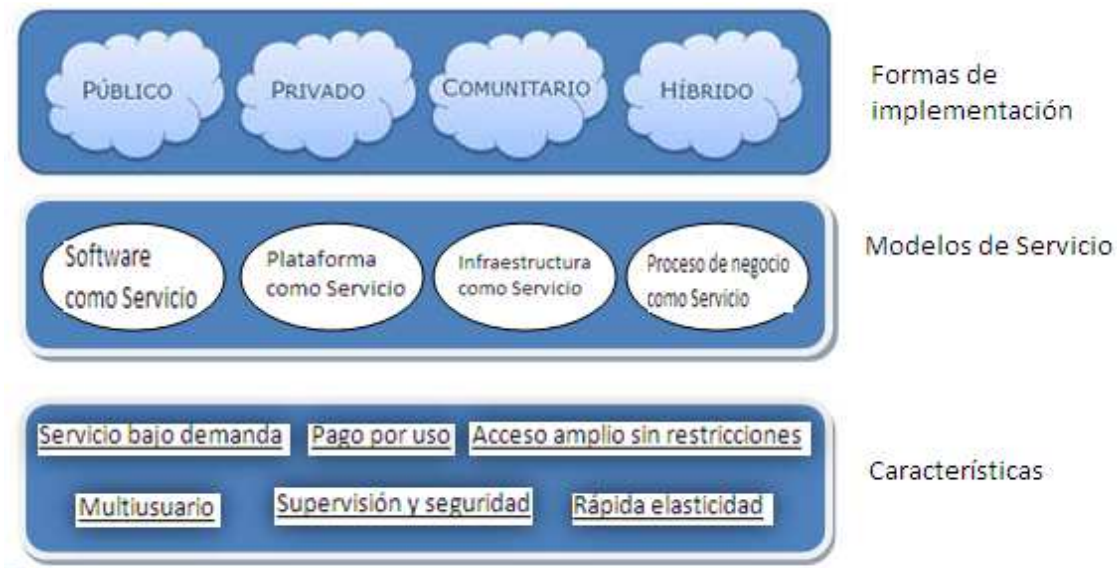 PÚBLICO
PRIVADO
COMUNITARIO
HÍBRIDO
Formas de
implementación
Software
como Servicio
Plataforma
como Servicio
Infraestructura
como Servicio
Proceso de negocio
como Servicio
Modelos de Servicio
Servicio bajo demanda
Pago por uso
Acceso amplio sin restricciones
Multiusuario
Supervisión y seguridad
Rápida elasticidad
Características